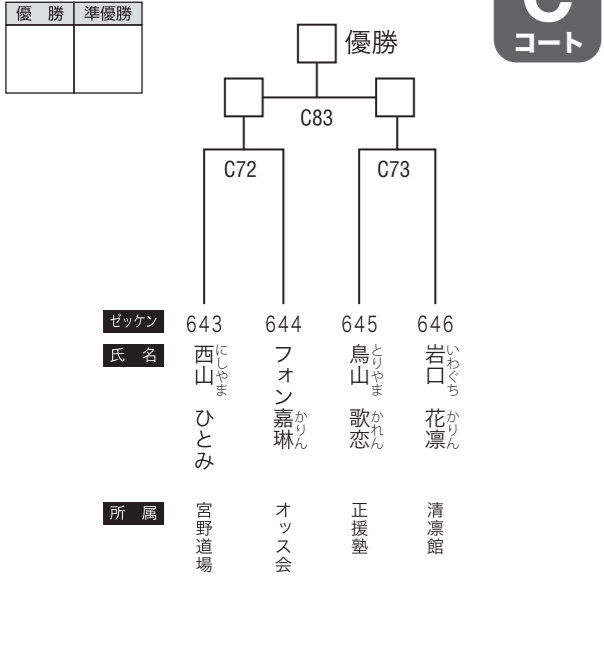 優勝 準優勝
C
コート
優勝
C83
C72 C73
ゼッケン 643 644 645 646
氏名
西山 ひとみ
にしやま
フォン嘉琳
かりん
鳥山 歌恋
とりやま かれん
岩口 花凛
いわぐち かりん
所属
宮野道場
オッス会
正援塾
清凛館